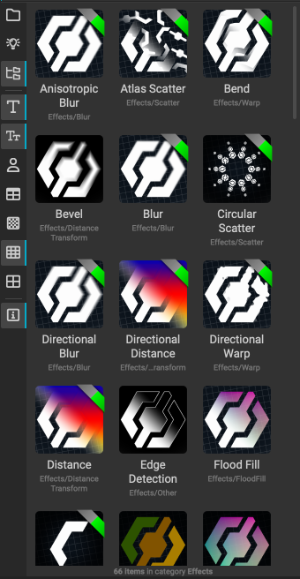 Anisotropic Blur
Effects/Blur
Atlas Scatter
Effects/Scatter
Bend
Effects/Warp
Bevel
Effects/Distance Transform
Blur
Effects/Blur
Circular Scatter
Effects/Scatter
Directional Blur
Effects/Blur
Directional Distance
Effects/...ransform
Directional Warp
Effects/Warp
Distance
Effects/Distance Transform
Edge Detection
Effects/Other
Flood Fill
Effects/FloodFill
66 items in category Effects
T
TT